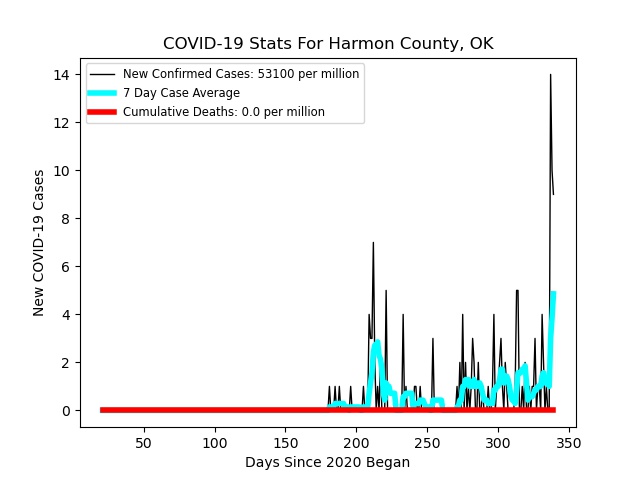 COVID-19 Stats For Harmon County, OK
New Confirmed Cases: 53100 per million
7 Day Case Average
Cumulative Deaths: 0.0 per million
New COVID-19 Cases
14
12
10
8
6
4
2
0
50
100
150
200
250
300
350
Days Since 2020 Began